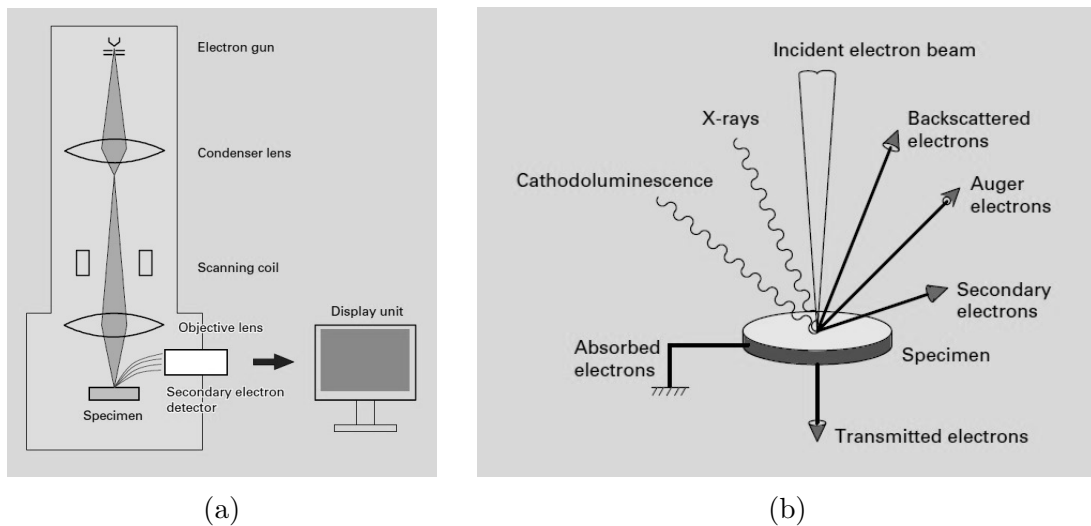 Electron gun
Condenser lens
Scanning coil
Objective lens
Display unit
Secondary electron
detector
Specimen
(a)
Incident electron beam
X-rays
Backscattered
electrons
Cathodoluminescence
Auger
electrons
Secondary
electrons
Absorbed
electrons
Specimen
Transmitted electrons
(b)